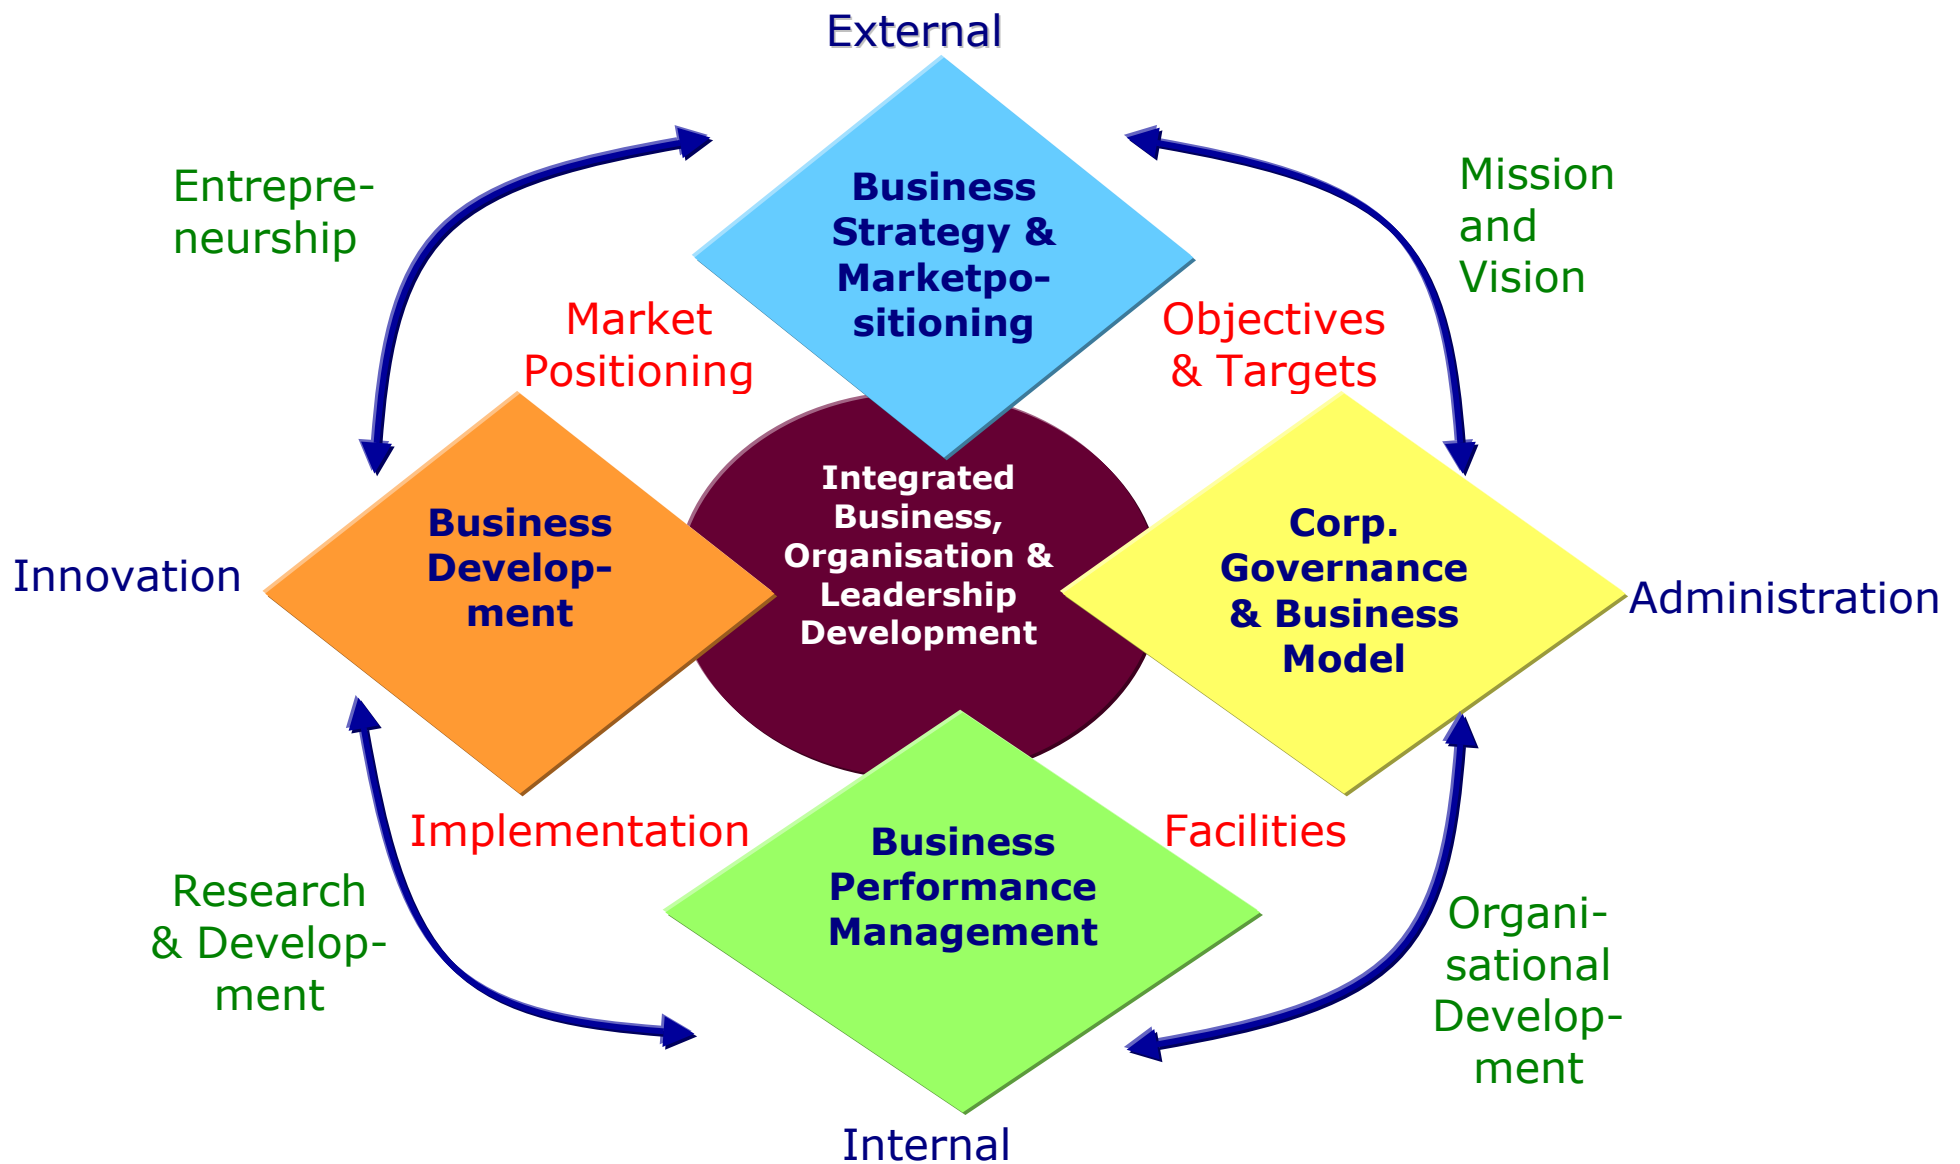 External
Entrepre-
neurship
Mission
and
Vision
Business
Strategy &
Marketpo-
sitioning
Market
Positioning
Objectives
& Targets
Innovation
Business
Develop-
ment
Integrated
Business,
Organisation &
Leadership
Development
Corp.
Governance
& Business
Model
Administration
Implementation
Facilities
Research
& Develop-
ment
Business
Performance
Management
Organi-
sational
Develop-
ment
Internal